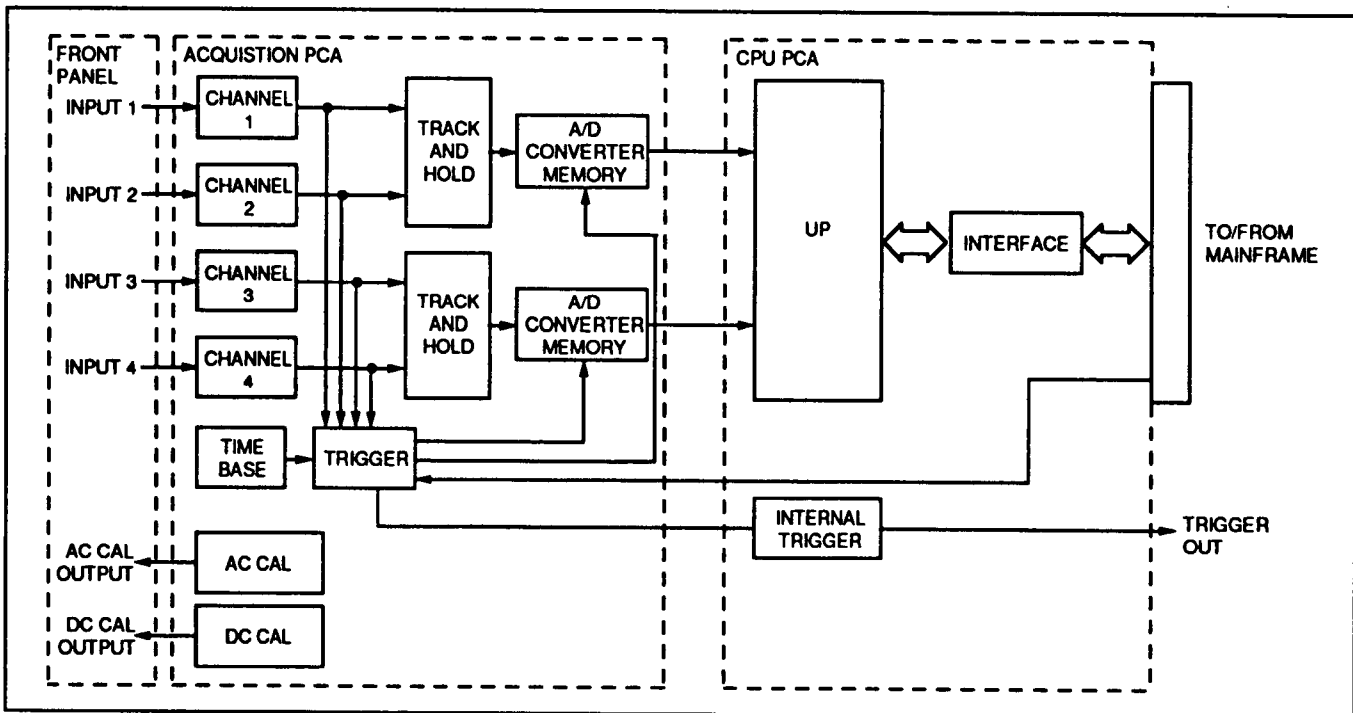 FRONT
PANEL
ACQUISTION PCA
CPU PCA
INPUT 1
CHANNEL
1
TRACK
AND
HOLD
A/D
CONVERTER
MEMORY
INPUT 2
CHANNEL
2
UP
INTERFACE
TO/FROM
MAINFRAME
INPUT 3
CHANNEL
3
TRACK
AND
HOLD
A/D
CONVERTER
MEMORY
INPUT 4
CHANNEL
4
TIME
BASE
TRIGGER
INTERNAL
TRIGGER
TRIGGER
OUT
AC CAL
OUTPUT
AC CAL
DC CAL
OUTPUT
DC CAL